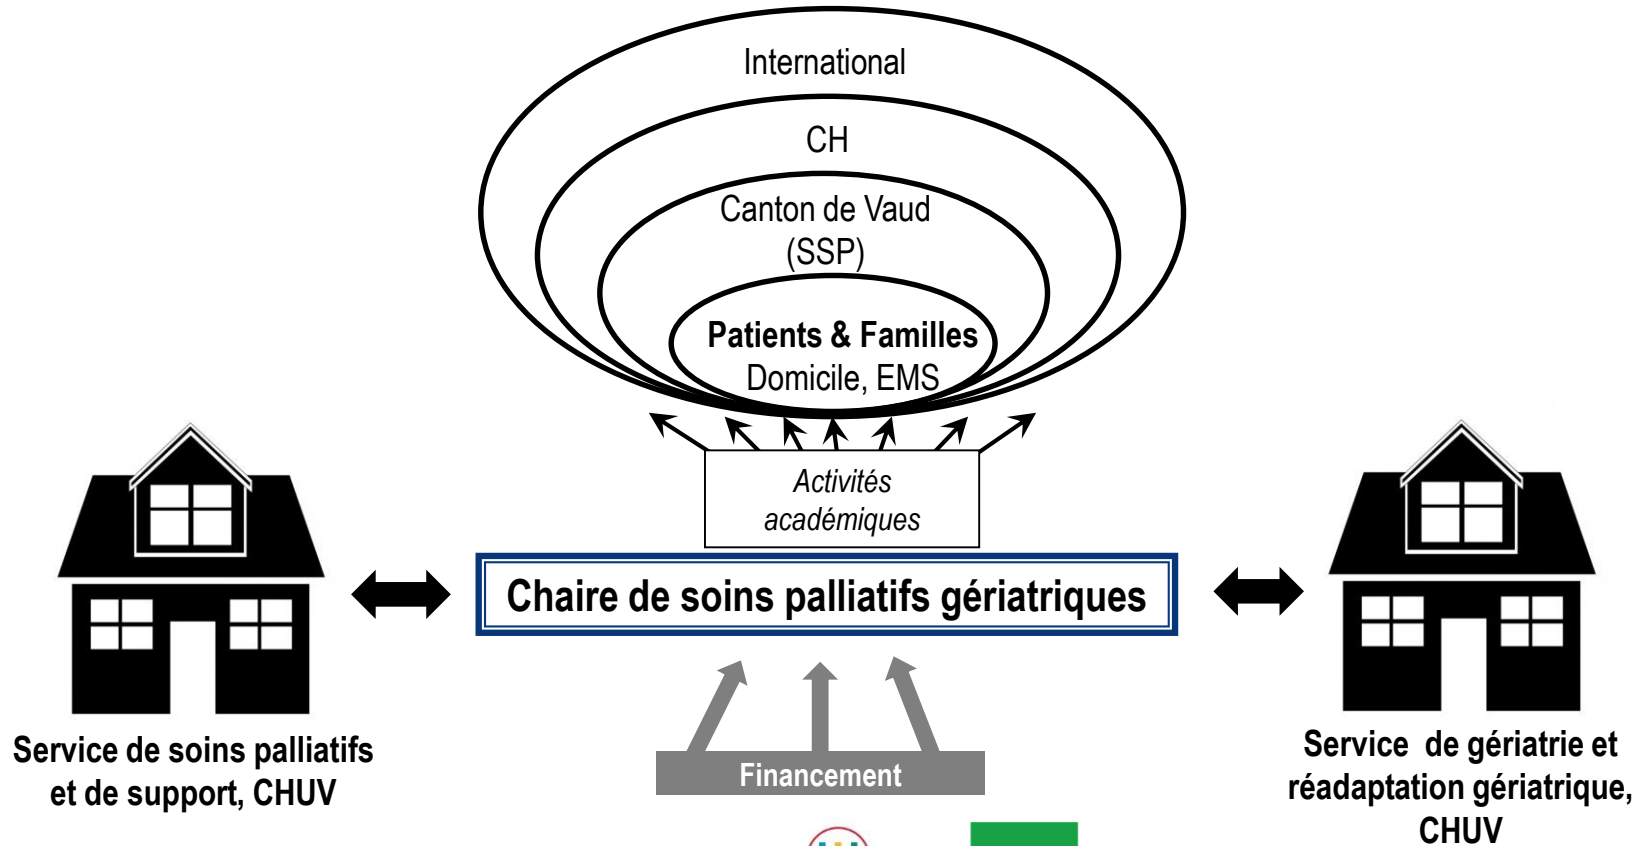 International
CH
Canton de Vaud
(SSP)
Patients & Familles
Domicile, EMS
Activités
académiques
Chaire de soins palliatifs gériatriques
Service de soins palliatifs
et de support, CHUV
Financement
Service de gériatrie et
réadaptation gériatrique,
CHUV